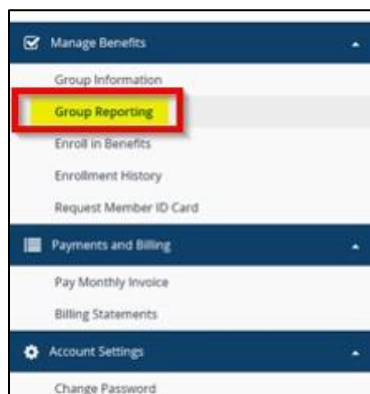 Manage Benefits
Group Information
Group Reporting
Enroll in Benefits
Enrollment History
Request Member ID Card
Payments and Billing
Pay Monthly Invoice
Billing Statements
Account Settings
Change Password